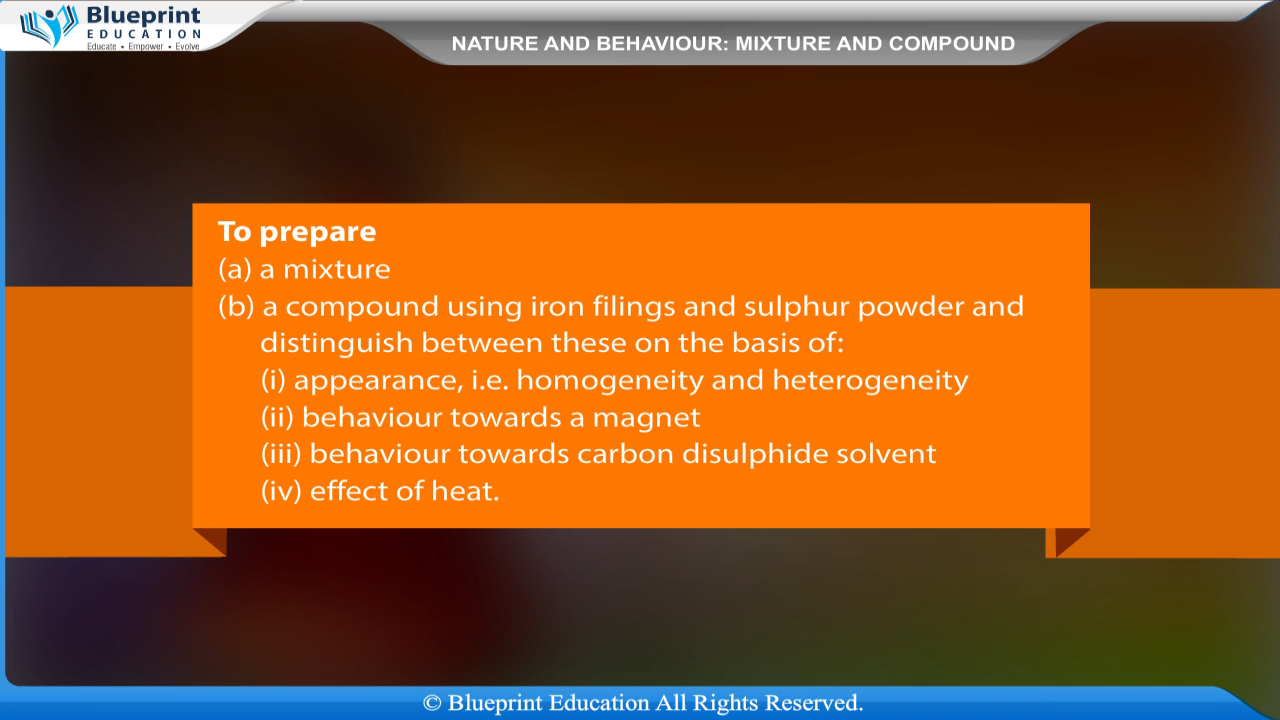 Blueprint
EDUCATION
Educate • Empower • Evolve
NATURE AND BEHAVIOUR: MIXTURE AND COMPOUND
To prepare
(a) a mixture
(b) a compound using iron filings and sulphur powder and
distinguish between these on the basis of:
(i) appearance, i.e. homogeneity and heterogeneity
(ii) behaviour towards a magnet
(iii) behaviour towards carbon disulphide solvent
(iv) effect of heat.
© Blueprint Education All Rights Reserved.